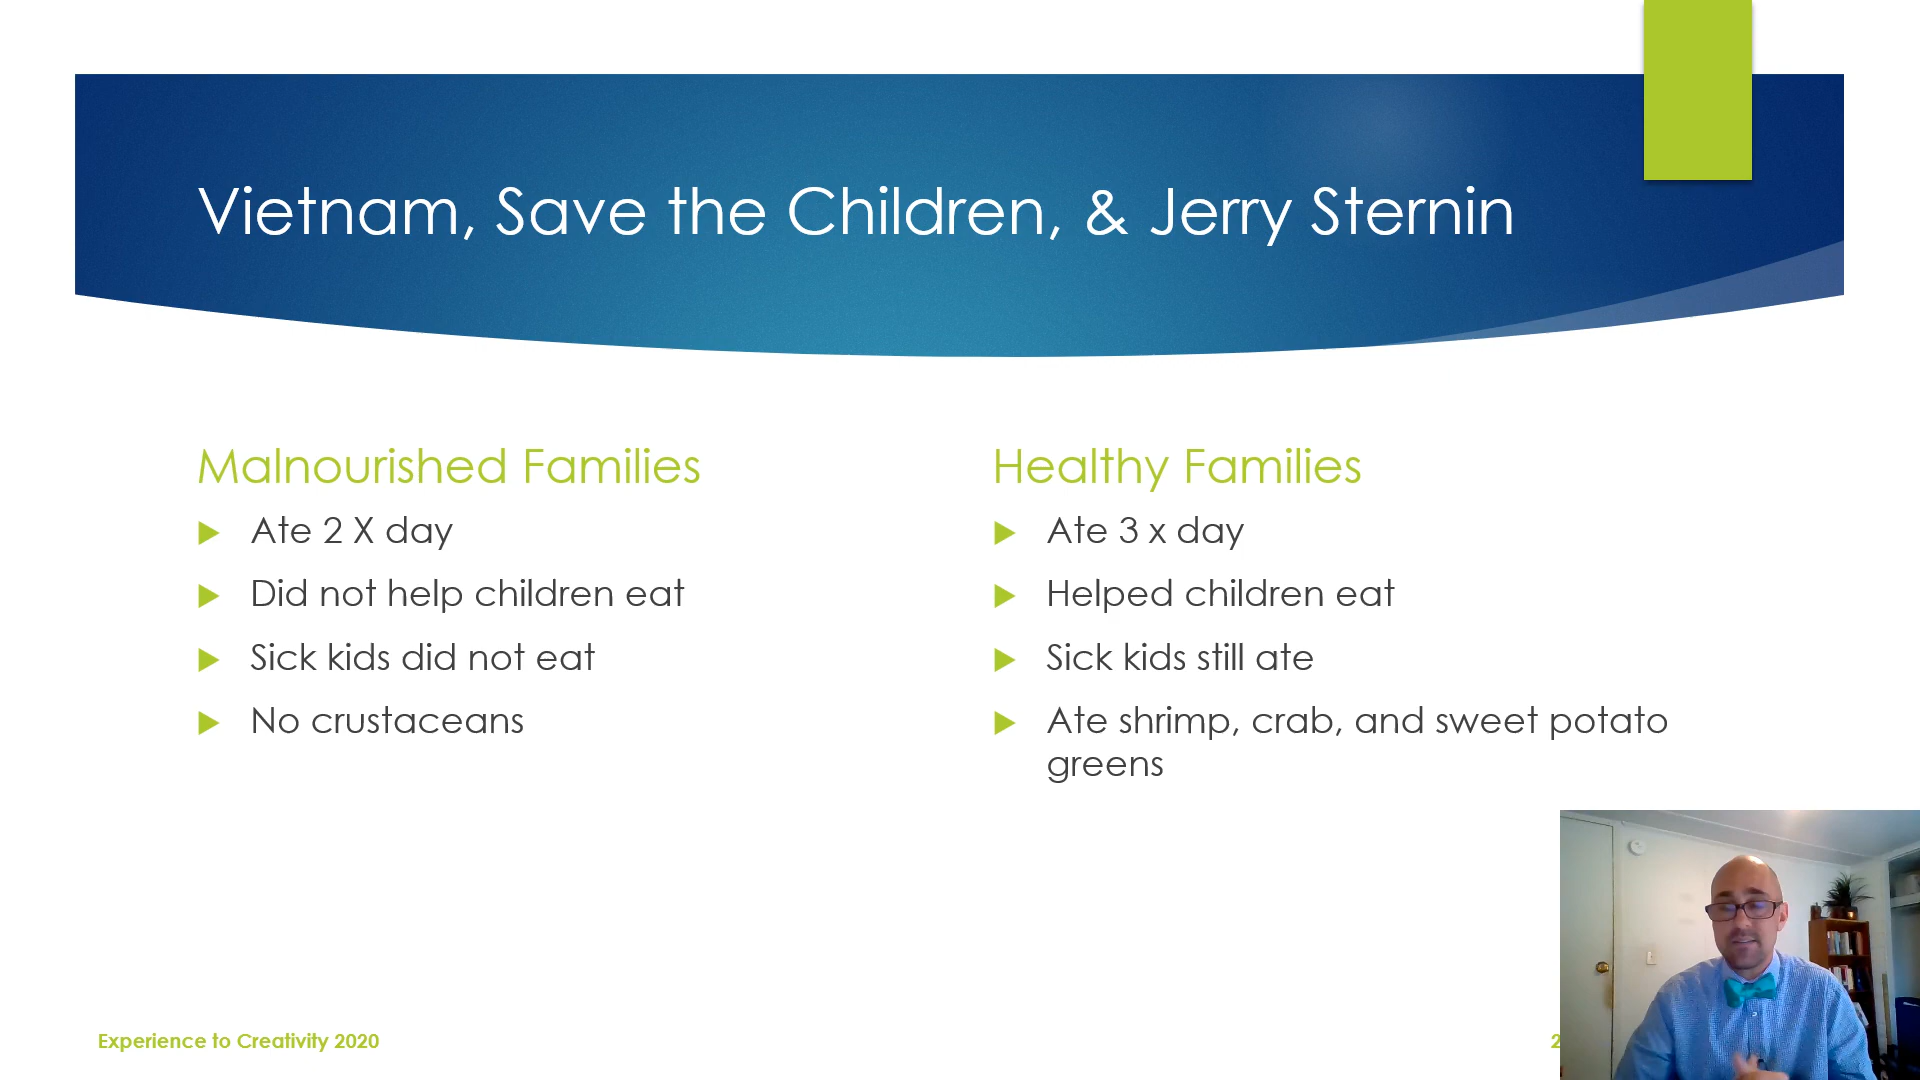 Vietnam, Save the Children, & Jerry Sternin
Malnourished Families
Ate 2 X day
Did not help children eat
Sick kids did not eat
No crustaceans
Healthy Families
Ate 3 x day
Helped children eat
Sick kids still ate
Ate shrimp, crab, and sweet potato
greens
Experience to Creativity 2020